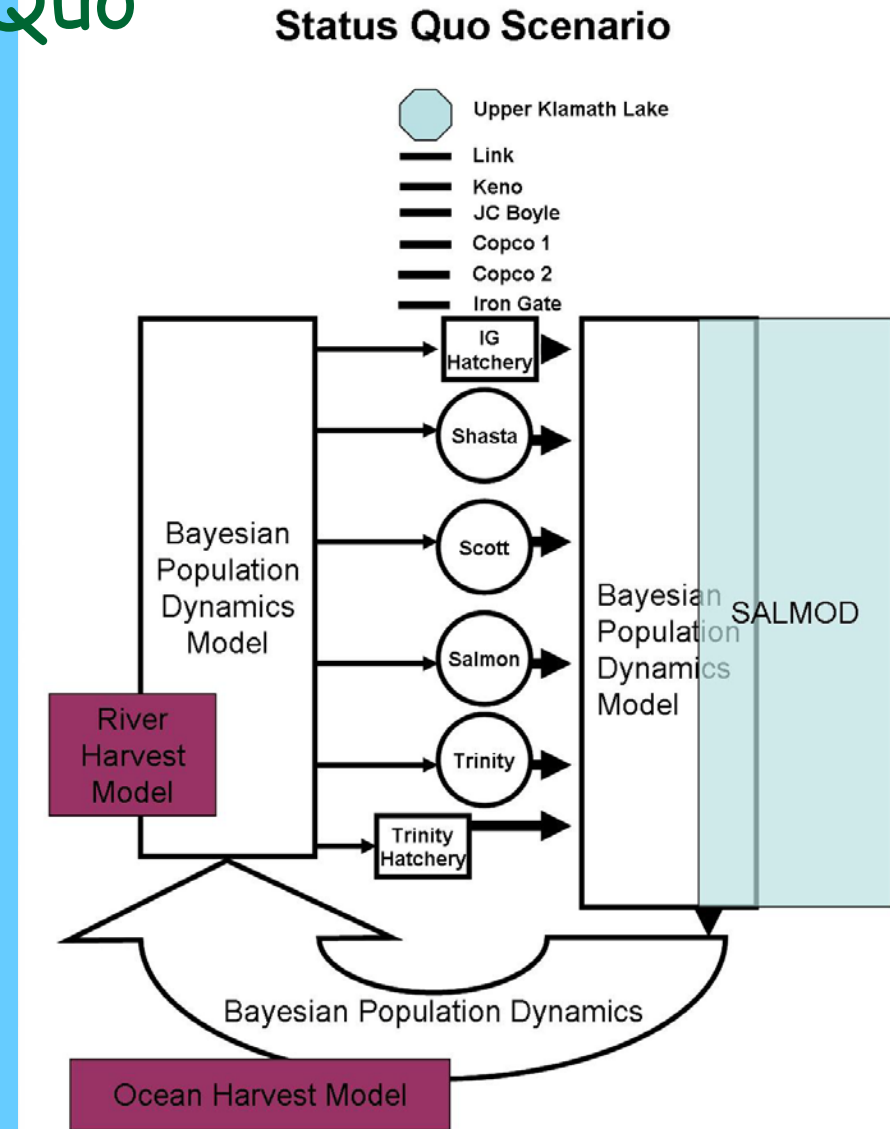 Quo
Status Quo Scenario
Upper Klamath Lake
Link
Keno
JC Boyle
Copco 1
Copco 2
Iron Gate
IG
Hatchery
Shasta
Scott
Salmon
Trinity
Trinity
Hatchery
Bayesian
Population
Dynamics
Model
River
Harvest
Model
Bayesian
Population
Dynamics
Model
SALMOD
Bayesian Population Dynamics
Ocean Harvest Model